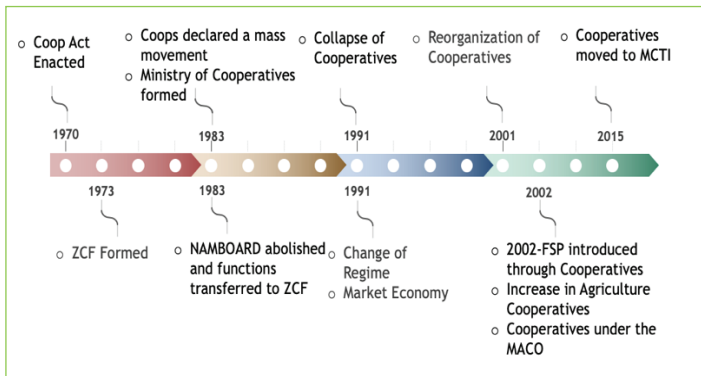 ○ Coop Act
Enacted
○ Coops declared a mass
movement
○ Ministry of Cooperatives
formed
○ Collapse of
Cooperatives
○ Reorganization of
Cooperatives
○ Cooperatives
moved to MCTI
1970
1983
1991
2001
2015
1973
1983
1991
2002
○ ZCF Formed
○ NAMBOARD abolished
and functions
transferred to ZCF
○ Change of
Regime
○ Market Economy
○ 2002-FSP introduced
through Cooperatives
○ Increase in Agriculture
Cooperatives
○ Cooperatives under the
MACO